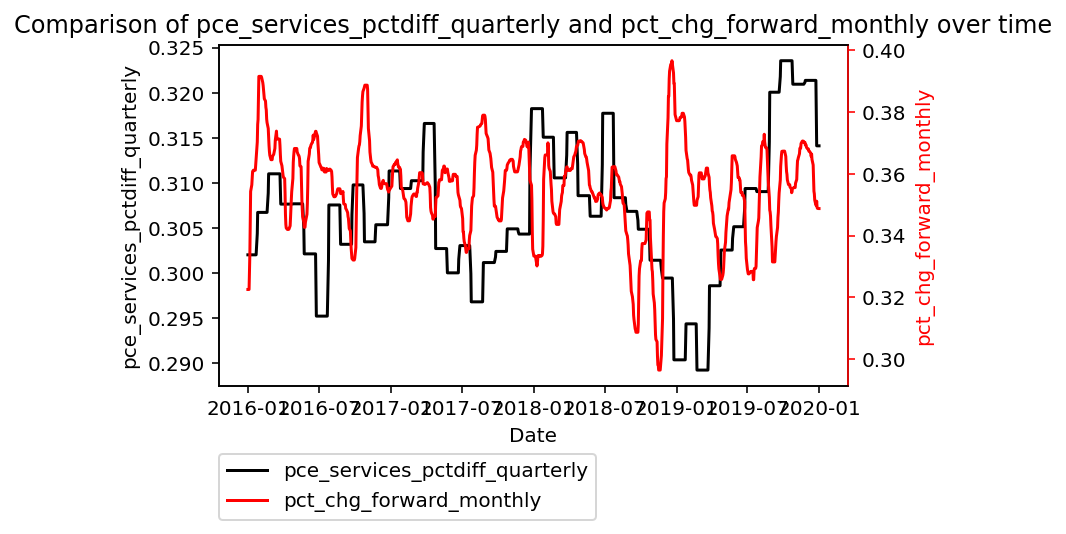 Comparison of pce_services_pctdiff_quarterly and pct_chg_forward_monthly over time
pce_services_pctdiff_quarterly
0.325
0.320
0.315
0.310
0.305
0.300
0.295
0.290
0.40
0.38
0.36
0.34
0.32
0.30
pct_chg_forward_monthly
2016-01 2016-07 2017-01 2017-07 2018-01 2018-07 2019-01 2019-07 2020-01
Date
pce_services_pctdiff_quarterly
pct_chg_forward_monthly